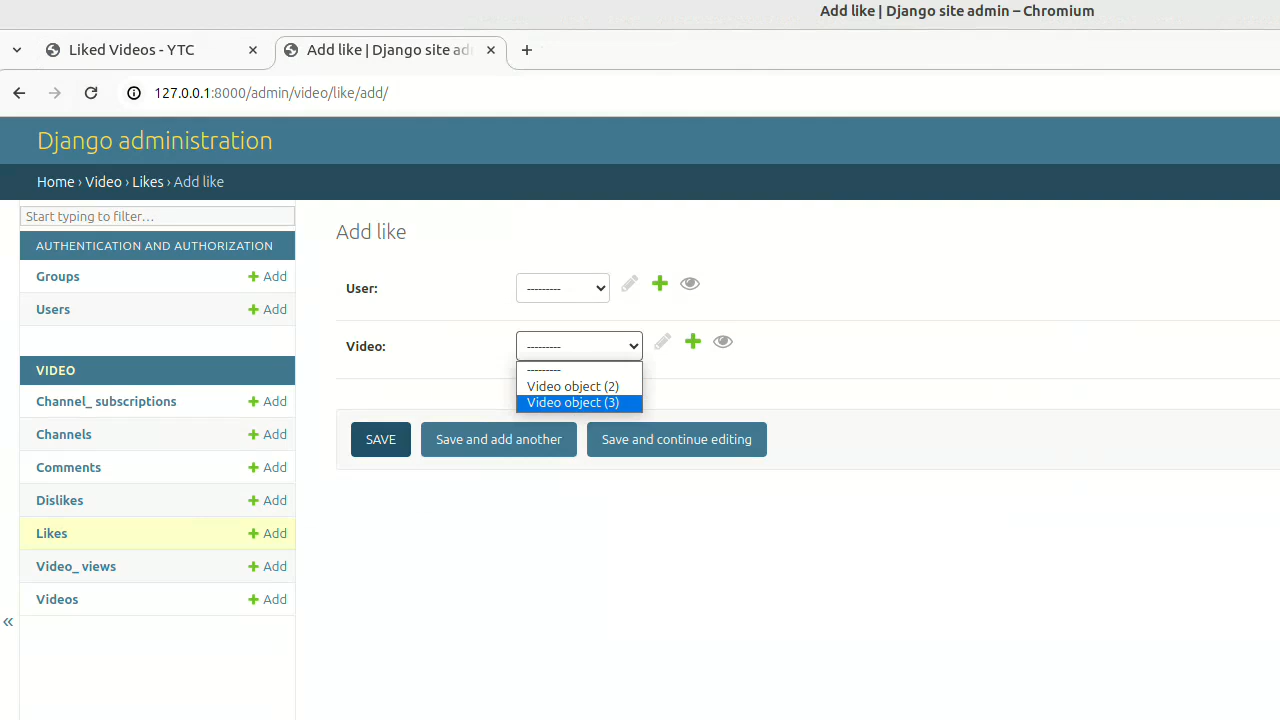 Add like | Django site admin – Chromium
Liked Videos - YTC
Add like | Django site ad
127.0.0.1:8000/admin/video/like/add/
Django administration
Home › Video › Likes › Add like
Start typing to filter…
AUTHENTICATION AND AUTHORIZATION
Groups Add
Users Add
VIDEO
Channel_ subscriptions Add
Channels Add
Comments Add
Dislikes Add
Likes Add
Video_ views Add
Videos Add
«
Add like
User: ---------
Video: ---------
---------
Video object (2)
Video object (3)
SAVE Save and add another Save and continue editing